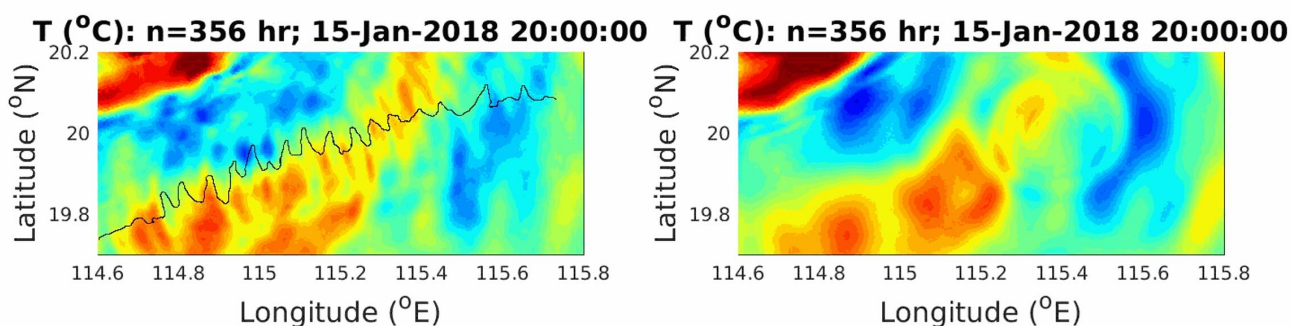 T (°C): n=356 hr; 15-Jan-2018 20:00:00
20.2
20
19.8
Latitude (°N)
114.6 114.8 115 115.2 115.4 115.6 115.8
Longitude (°E)
T (°C): n=356 hr; 15-Jan-2018 20:00:00
20.2
20
19.8
Latitude (°N)
114.6 114.8 115 115.2 115.4 115.6 115.8
Longitude (°E)